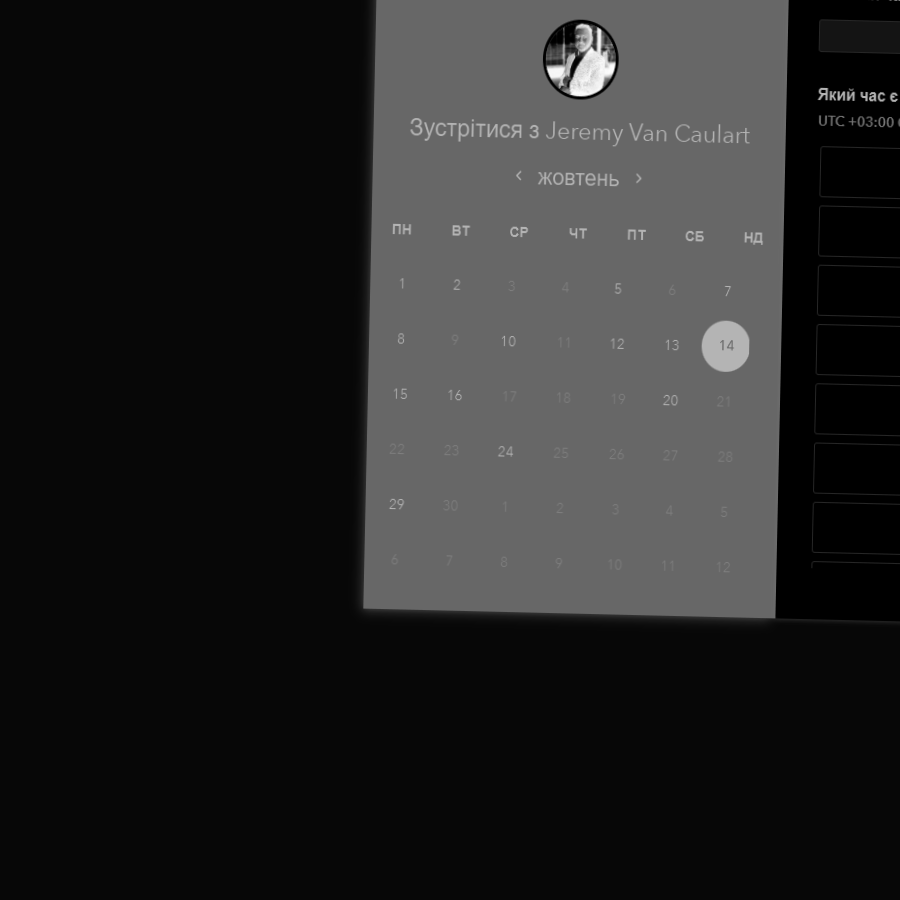 Зустрітися з Jeremy Van Caulart
‹ жовтень ›
ПН ВТ СР ЧТ ПТ СБ НД
1 2 3 4 5 6 7
8 9 10 11 12 13 14
15 16 17 18 19 20 21
22 23 24 25 26 27 28
29 30 1 2 3 4 5
6 7 8 9 10 11 12
Який час є
UTC +03:00